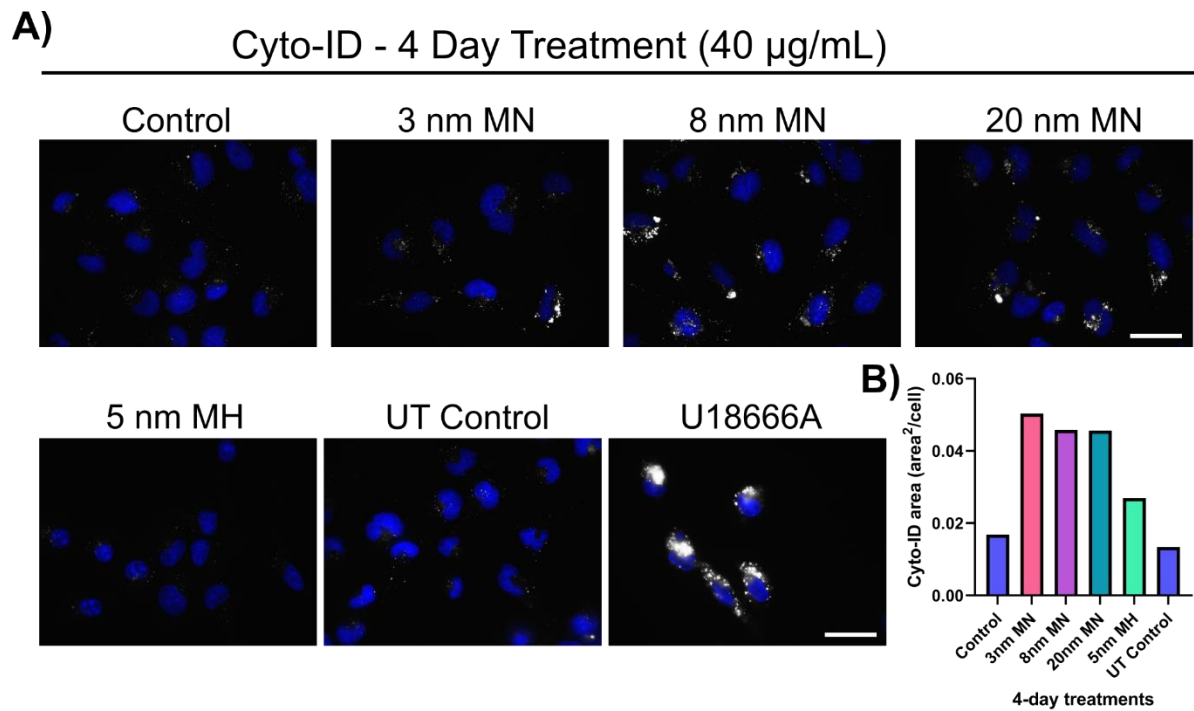 A)
Cyto-ID - 4 Day Treatment (40 µg/mL)
Control
3 nm MN
8 nm MN
20 nm MN
5 nm MH
UT Control
U18666A
B)
Cyto-ID area (area²/cell)
0.06
0.04
0.02
0.00
Control
3nm MN
8nm MN
20nm MN
5nm MH
UT Control
4-day treatments